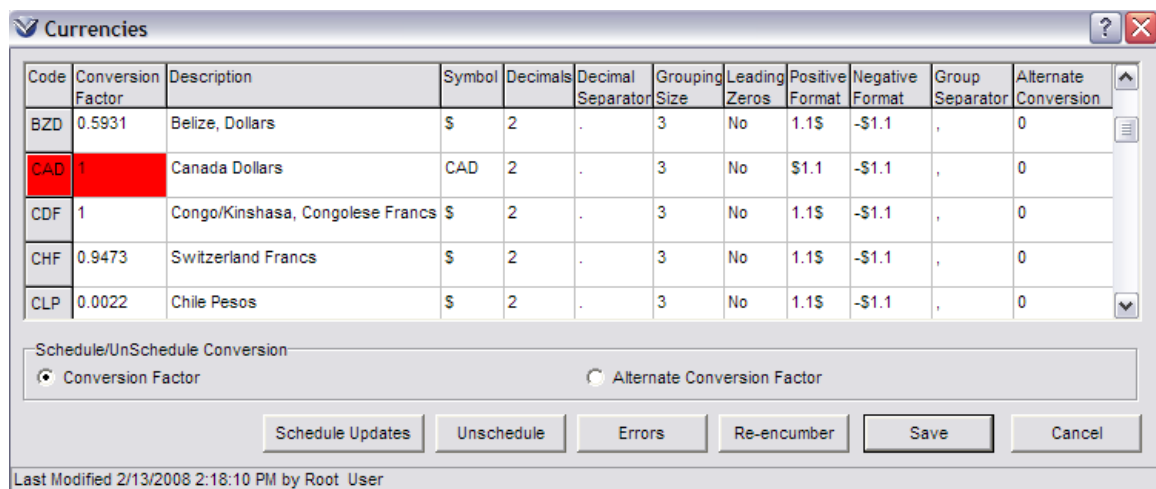 Currencies
Code Conversion Factor Description Symbol Decimals Decimal Separator Grouping Size Leading Zeros Positive Format Negative Format Group Separator Alternate Conversion
BZD 0.5931 Belize, Dollars $ 2 . 3 No 1.1$ -$1.1 , 0
CAD 1 Canada Dollars CAD 2 . 3 No $1.1 -$1.1 , 0
CDF 1 Congo/Kinshasa, Congolese Francs $ 2 . 3 No 1.1$ -$1.1 , 0
CHF 0.9473 Switzerland Francs $ 2 . 3 No 1.1$ -$1.1 , 0
CLP 0.0022 Chile Pesos $ 2 . 3 No 1.1$ -$1.1 , 0
Schedule/UnSchedule Conversion
Conversion Factor Alternate Conversion Factor
Schedule Updates Unschedule Errors Re-encumber Save Cancel
Last Modified 2/13/2008 2:18:10 PM by Root User